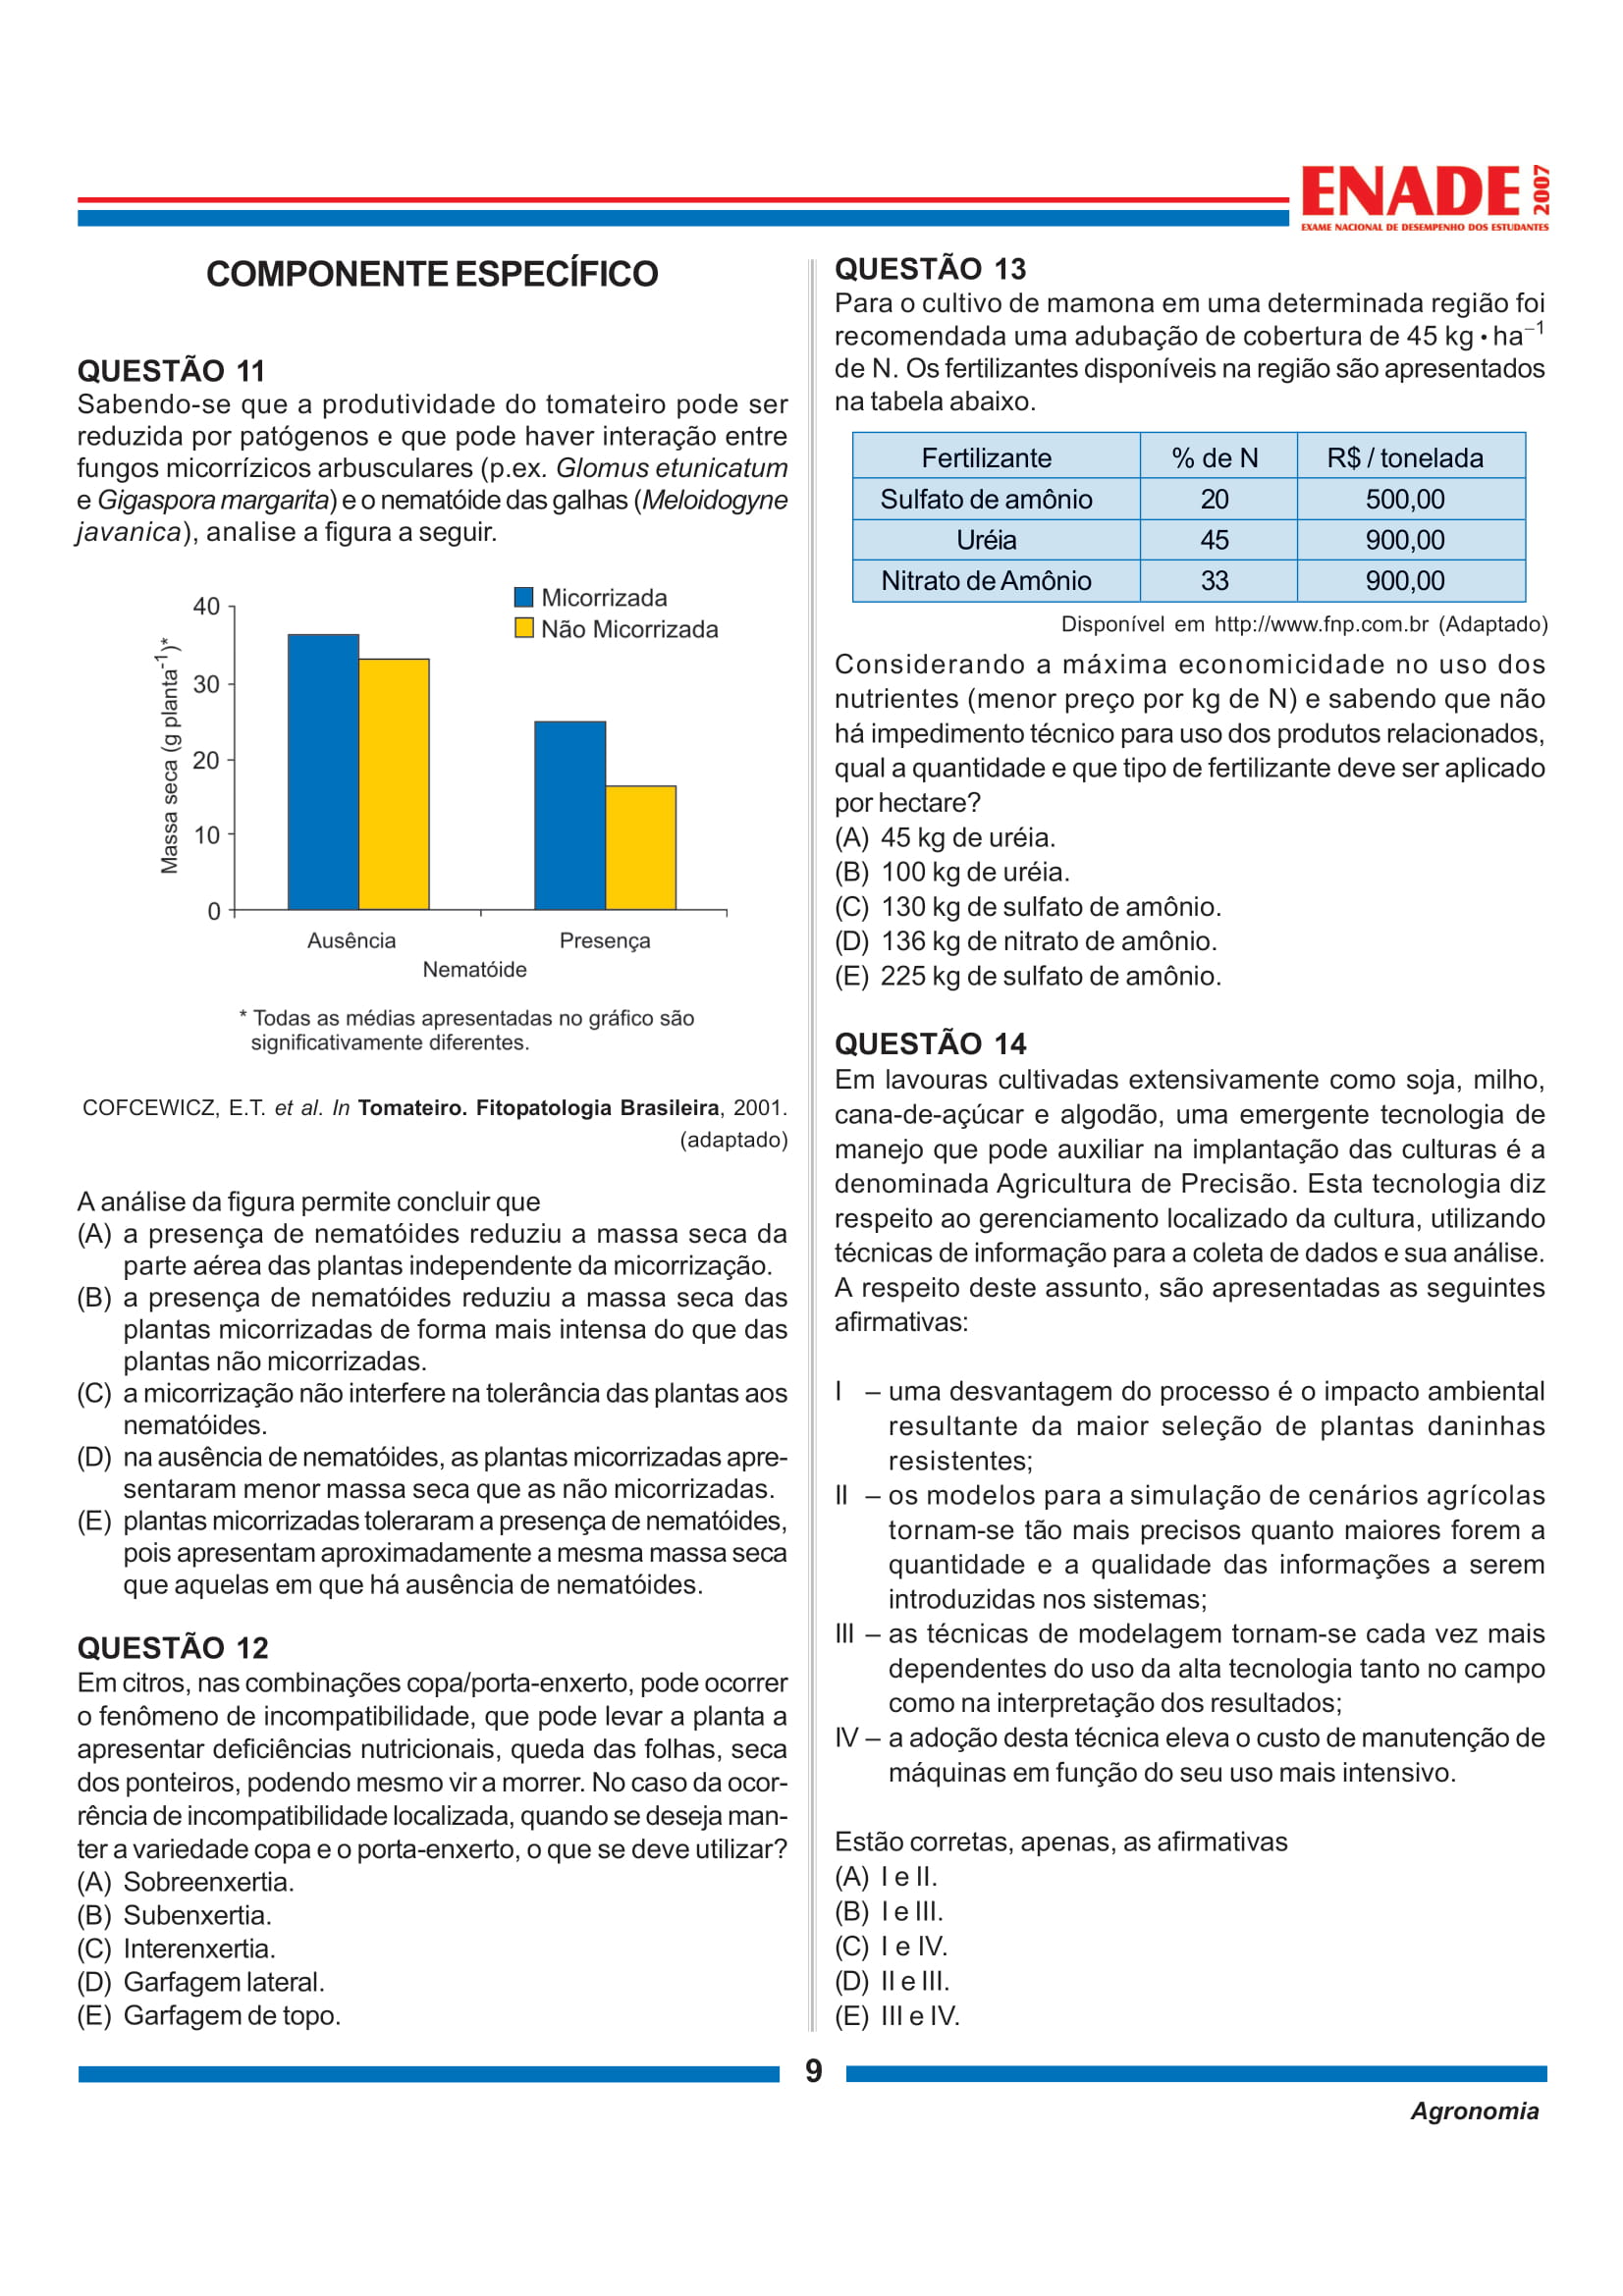 ENADE 2007
EXAME NACIONAL DE DESEMPENHO DOS ESTUDANTES
COMPONENTE ESPECÍFICO
QUESTÃO 11
Sabendo-se que a produtividade do tomateiro pode ser
reduzida por patógenos e que pode haver interação entre
fungos micorrízicos arbusculares (p.ex. Glomus etunicatum
e Gigaspora margarita) e o nematóide das galhas (Meloidogyne
javanica), analise a figura a seguir.
Micorrizada
Não Micorrizada
Massa seca (g planta⁻¹)*
40
30
20
10
0
Ausência
Presença
Nematóide
* Todas as médias apresentadas no gráfico são
significativamente diferentes.
COFCEWICZ, E.T. et al. In Tomateiro. Fitopatologia Brasileira, 2001.
(adaptado)
A análise da figura permite concluir que
(A) a presença de nematóides reduziu a massa seca da
parte aérea das plantas independente da micorrização.
(B) a presença de nematóides reduziu a massa seca das
plantas micorrizadas de forma mais intensa do que das
plantas não micorrizadas.
(C) a micorrização não interfere na tolerância das plantas aos
nematóides.
(D) na ausência de nematóides, as plantas micorrizadas apre-
sentaram menor massa seca que as não micorrizadas.
(E) plantas micorrizadas toleraram a presença de nematóides,
pois apresentam aproximadamente a mesma massa seca
que aquelas em que há ausência de nematóides.
QUESTÃO 12
Em citros, nas combinações copa/porta-enxerto, pode ocorrer
o fenômeno de incompatibilidade, que pode levar a planta a
apresentar deficiências nutricionais, queda das folhas, seca
dos ponteiros, podendo mesmo vir a morrer. No caso da ocor-
rência de incompatibilidade localizada, quando se deseja man-
ter a variedade copa e o porta-enxerto, o que se deve utilizar?
(A) Sobreenxertia.
(B) Subenxertia.
(C) Interenxertia.
(D) Garfagem lateral.
(E) Garfagem de topo.
QUESTÃO 13
Para o cultivo de mamona em uma determinada região foi
recomendada uma adubação de cobertura de 45 kg • ha⁻¹
de N. Os fertilizantes disponíveis na região são apresentados
na tabela abaixo.
Fertilizante % de N R$ / tonelada
Sulfato de amônio 20 500,00
Uréia 45 900,00
Nitrato de Amônio 33 900,00
Disponível em http://www.fnp.com.br (Adaptado)
Considerando a máxima economicidade no uso dos
nutrientes (menor preço por kg de N) e sabendo que não
há impedimento técnico para uso dos produtos relacionados,
qual a quantidade e que tipo de fertilizante deve ser aplicado
por hectare?
(A) 45 kg de uréia.
(B) 100 kg de uréia.
(C) 130 kg de sulfato de amônio.
(D) 136 kg de nitrato de amônio.
(E) 225 kg de sulfato de amônio.
QUESTÃO 14
Em lavouras cultivadas extensivamente como soja, milho,
cana-de-açúcar e algodão, uma emergente tecnologia de
manejo que pode auxiliar na implantação das culturas é a
denominada Agricultura de Precisão. Esta tecnologia diz
respeito ao gerenciamento localizado da cultura, utilizando
técnicas de informação para a coleta de dados e sua análise.
A respeito deste assunto, são apresentadas as seguintes
afirmativas:
I – uma desvantagem do processo é o impacto ambiental
resultante da maior seleção de plantas daninhas
resistentes;
II – os modelos para a simulação de cenários agrícolas
tornam-se tão mais precisos quanto maiores forem a
quantidade e a qualidade das informações a serem
introduzidas nos sistemas;
III – as técnicas de modelagem tornam-se cada vez mais
dependentes do uso da alta tecnologia tanto no campo
como na interpretação dos resultados;
IV – a adoção desta técnica eleva o custo de manutenção de
máquinas em função do seu uso mais intensivo.
Estão corretas, apenas, as afirmativas
(A) I e II.
(B) I e III.
(C) I e IV.
(D) II e III.
(E) III e IV.
9
Agronomia